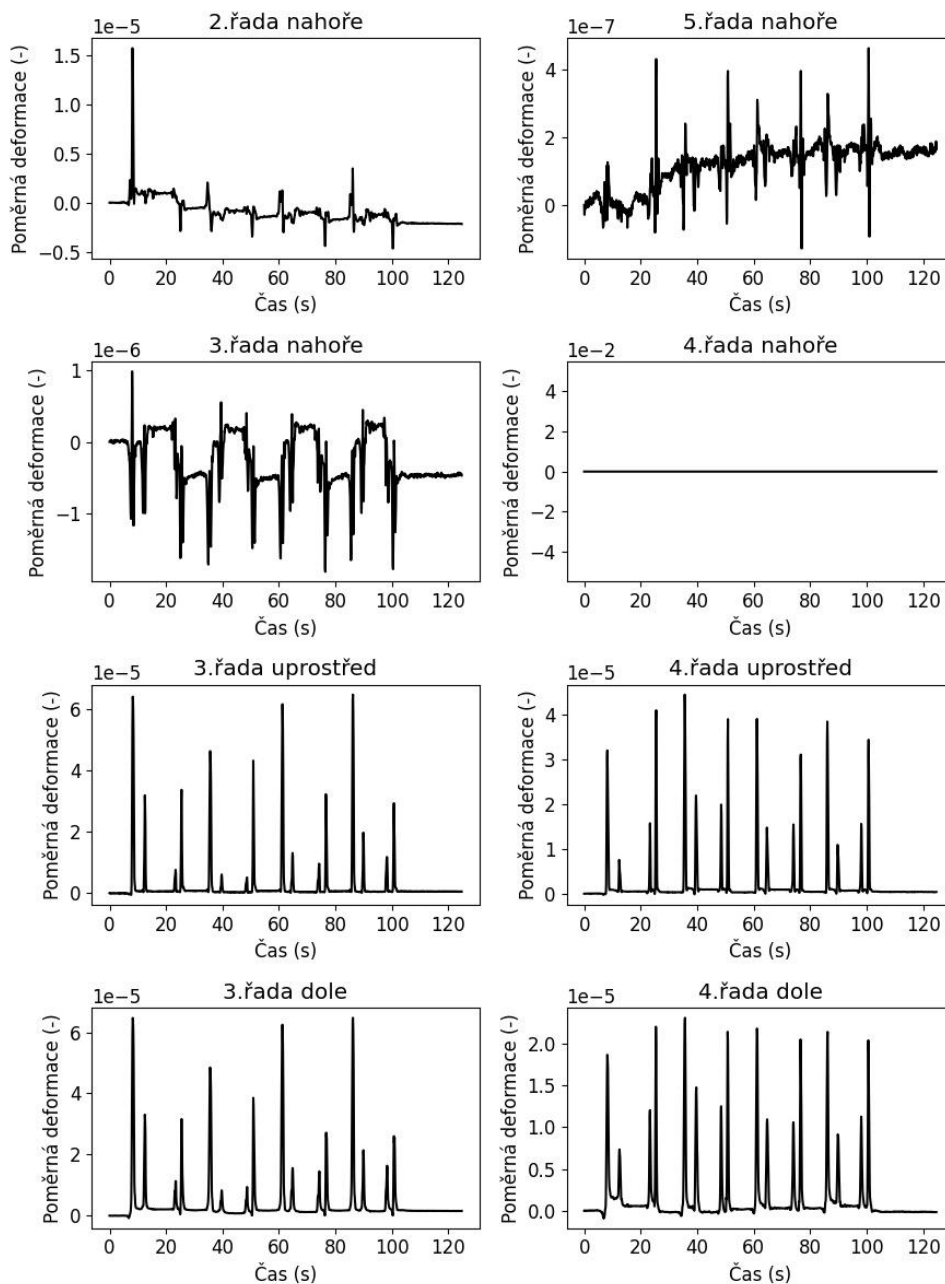 2.řada nahoře
1e−5
Poměrná deformace (-)
1.5
1.0
0.5
0.0
−0.5
0 20 40 60 80 100 120
Čas (s)
5.řada nahoře
1e−7
Poměrná deformace (-)
4
2
0
0 20 40 60 80 100 120
Čas (s)
3.řada nahoře
1e−6
Poměrná deformace (-)
1
0
−1
0 20 40 60 80 100 120
Čas (s)
4.řada nahoře
1e−2
Poměrná deformace (-)
4
2
0
−2
−4
0 20 40 60 80 100 120
Čas (s)
3.řada uprostřed
1e−5
Poměrná deformace (-)
6
4
2
0
0 20 40 60 80 100 120
Čas (s)
4.řada uprostřed
1e−5
Poměrná deformace (-)
4
3
2
1
0
0 20 40 60 80 100 120
Čas (s)
3.řada dole
1e−5
Poměrná deformace (-)
6
4
2
0
0 20 40 60 80 100 120
Čas (s)
4.řada dole
1e−5
Poměrná deformace (-)
2.0
1.5
1.0
0.5
0.0
0 20 40 60 80 100 120
Čas (s)